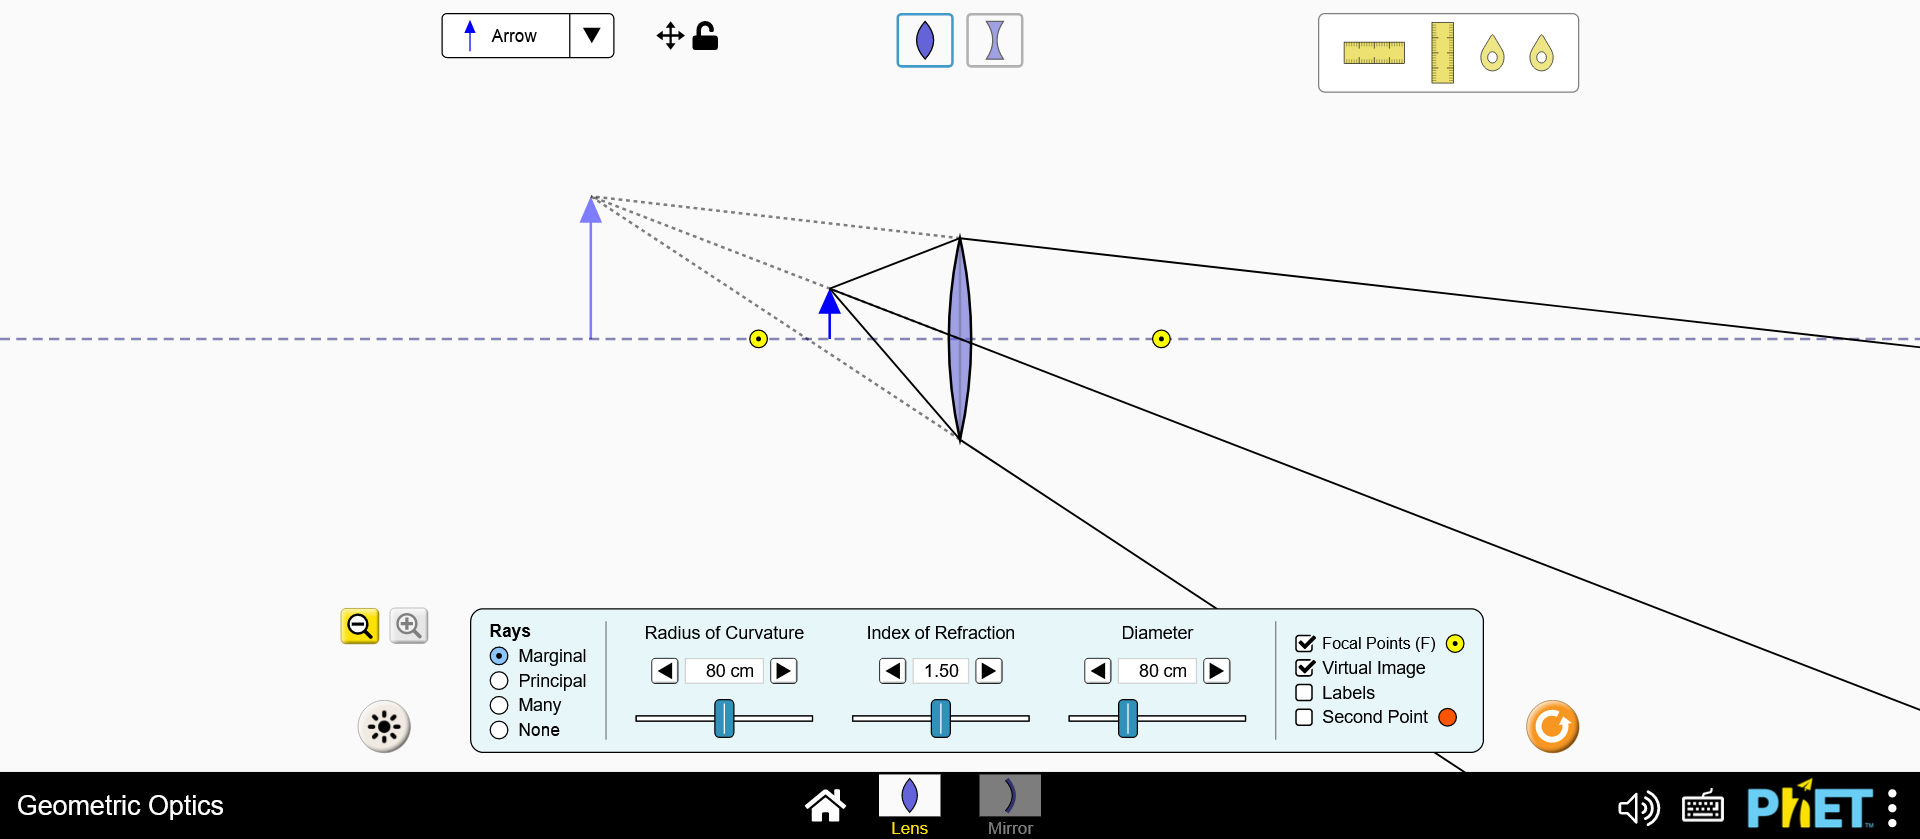 Arrow
Rays
Marginal
Principal
Many
None
Radius of Curvature
80 cm
Index of Refraction
1.50
Diameter
80 cm
Focal Points (F)
Virtual Image
Labels
Second Point
Geometric Optics
Lens
Mirror
PhET
TM